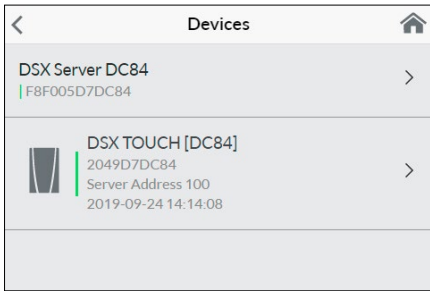 Devices
DSX Server DC84
F8F005D7DC84
DSX TOUCH [DC84]
2049D7DC84
Server Address 100
2019-09-24 14:14:08